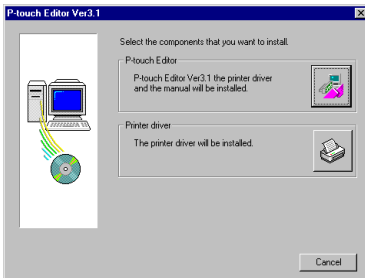 P-touch Editor Ver3.1
Select the components that you want to install.
P-touch Editor
P-touch Editor Ver3.1 the printer driver
and the manual will be installed.
Printer driver
The printer driver will be installed.
Cancel